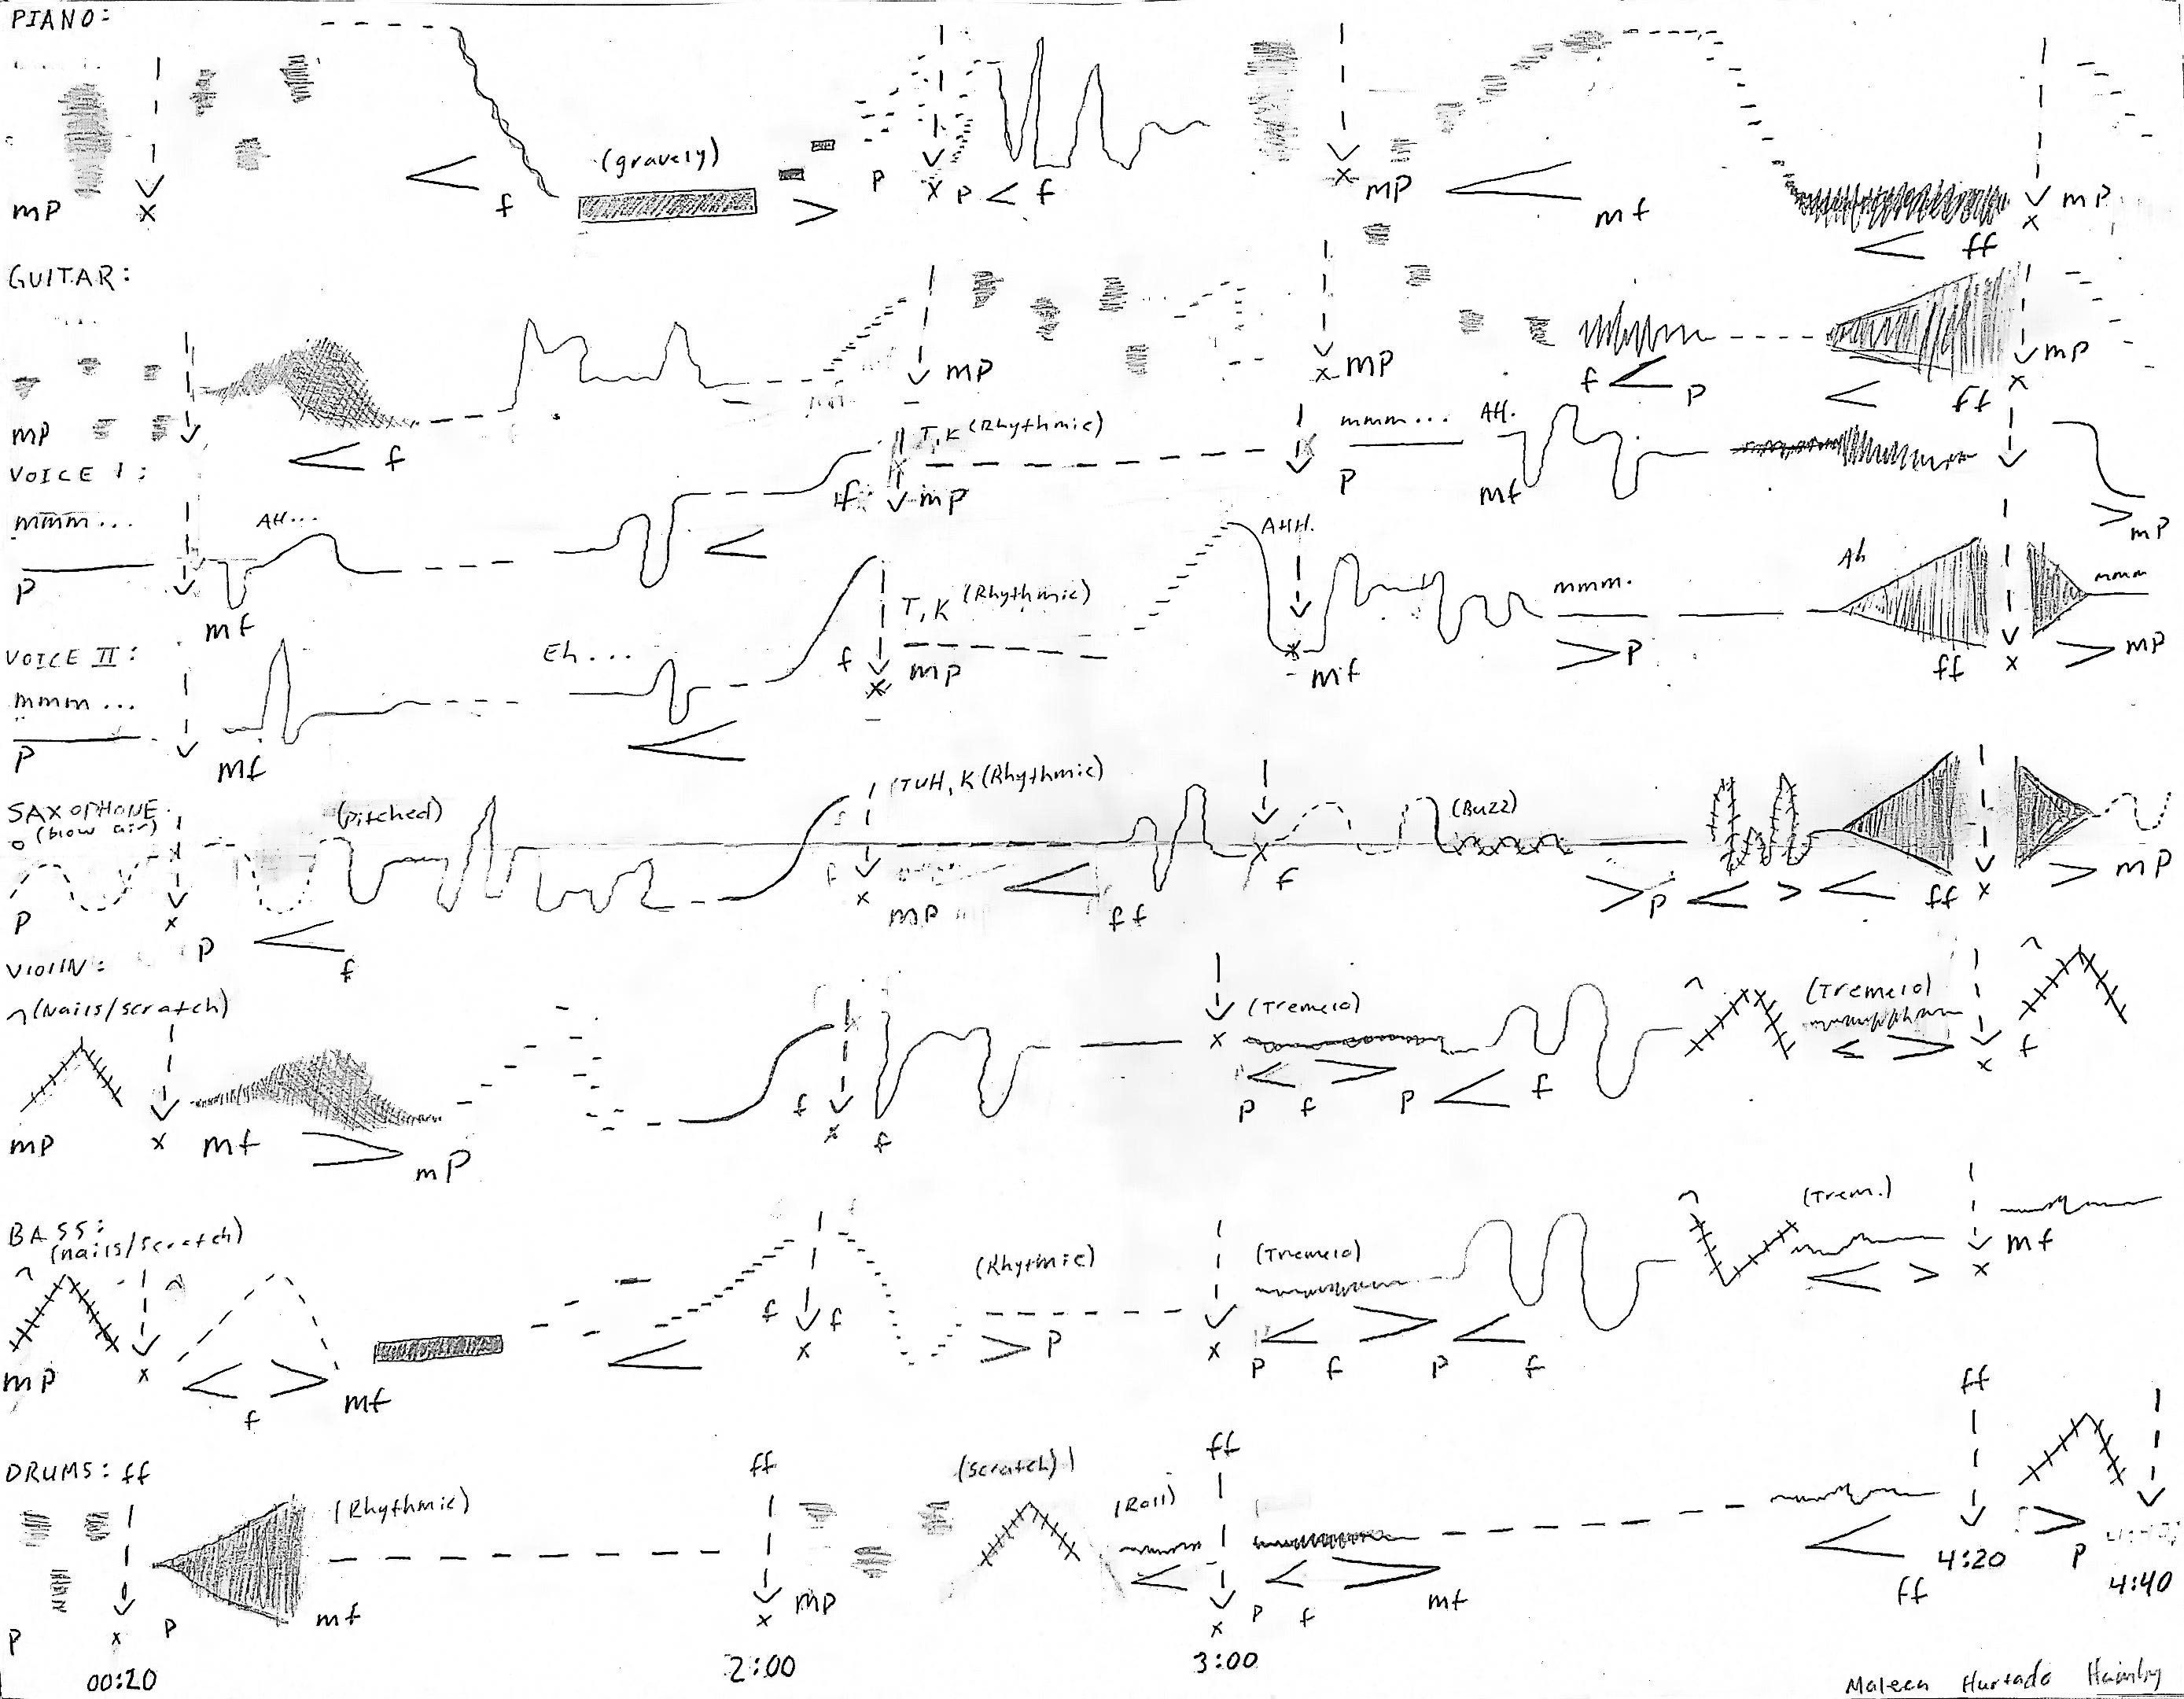 PIANO:
(gravely)
f
P
mp
x
x P < f
x mp
mf
mp
x
ff
GUITAR:
mp
mp
x mp
mp
x
f
P
ff
mp
f
T, K (Rhythmic)
mmm... AH.
P
mf
mp
VOICE I:
f
mp
mmm...
AH...
AHH.
P
mf
T, K (Rhythmic)
mmm.
Ah
mmm
f
mp
x
x
mf
P
ff
x
mp
VOICE II:
Eh...
mmm...
P
mf
TUH, K (Rhythmic)
SAXOPHONE
(blow air)
(Pitched)
(Buzz)
P
x
P
f
f
x
mp
ff
x
f
P
ff
x
mp
VIOLIN:
(Nails/scratch)
(Tremelo)
(Tremelo)
mp
x
mf
mp
f
x
f
x
P f
P
f
x
f
BASS:
(nails/scratch)
(Rhytmic)
(Tremelo)
(Trem.)
mp
x
f
mf
f
f
x
P
x
P f P f
mf
x
DRUMS: ff
ff
(Scratch)
ff
ff
(Rhythmic)
(Roll)
P
x
P
mf
x
mp
x
P f
mf
ff
P
00:20
2:00
3:00
4:20
4:40
Maleen Hurtado